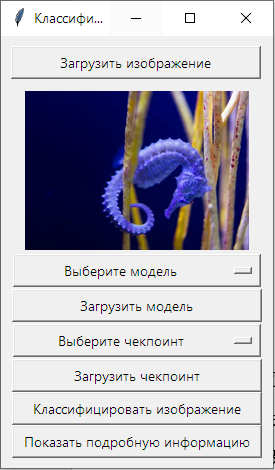 Классифи...
Загрузить изображение
Выберите модель
Загрузить модель
Выберите чекпоинт
Загрузить чекпоинт
Классифицировать изображение
Показать подробную информацию